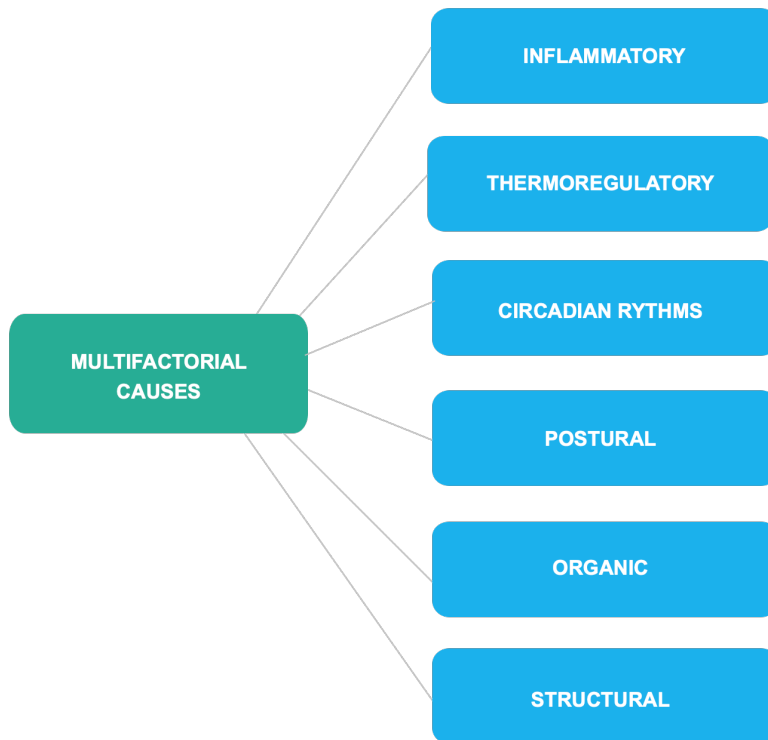 INFLAMMATORY
THERMOREGULATORY
CIRCADIAN RYTHMS
MULTIFACTORIAL
CAUSES
POSTURAL
ORGANIC
STRUCTURAL